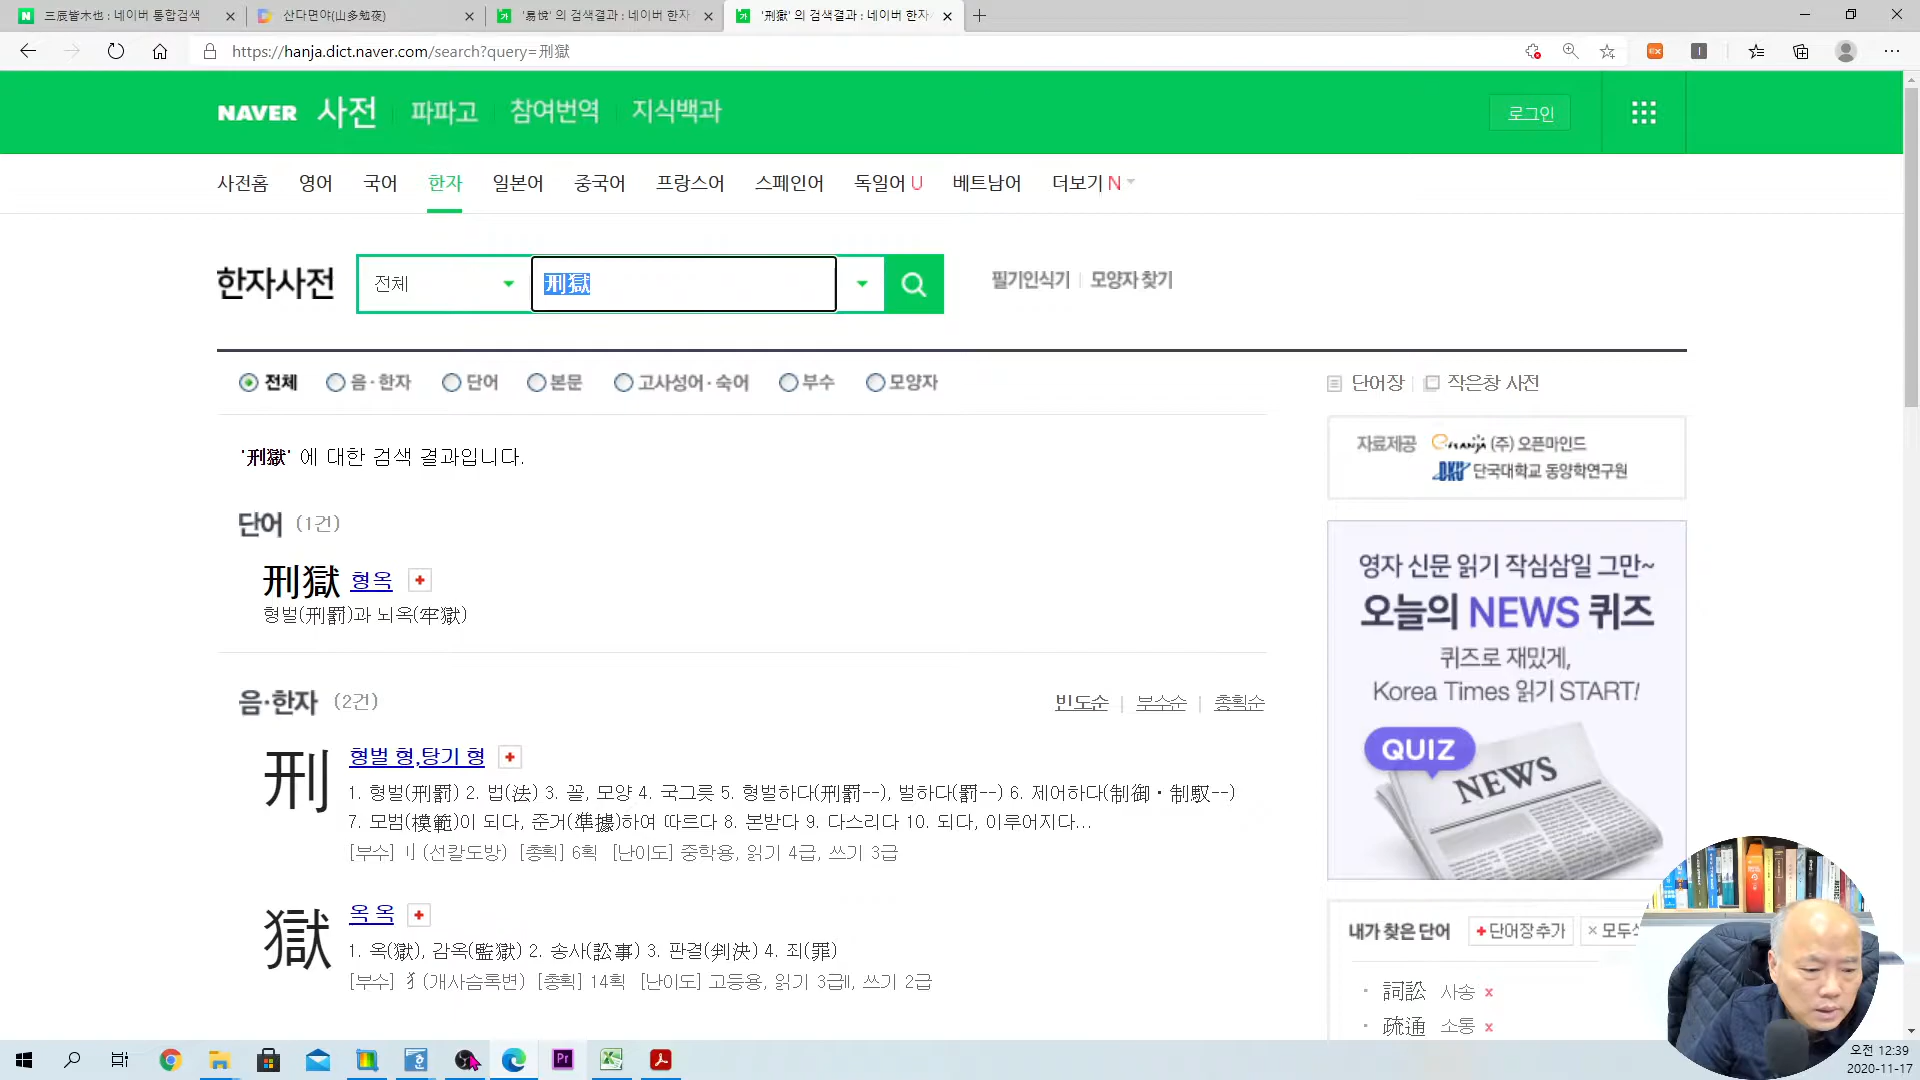 三辰皆木也 : 네이버 통합검색
산다면야(山多勉夜)
'易悅' 의 검색결과 : 네이버 한자
'刑獄' 의 검색결과 : 네이버 한자
https://hanja.dict.naver.com/search?query=刑獄
NAVER 사전 파파고 참여번역 지식백과
로그인
사전홈 영어 국어 한자 일본어 중국어 프랑스어 스페인어 독일어 U 베트남어 더보기 N
한자사전 전체 刑獄 필기인식기 모양자 찾기
전체 음·한자 단어 본문 고사성어·숙어 부수 모양자
단어장 작은창 사전
'刑獄' 에 대한 검색 결과입니다.
자료제공 (주) 오픈마인드
DKU 단국대학교 동양학연구원
단어 (1건)
刑獄 형옥
형벌(刑罰)과 뇌옥(牢獄)
영자 신문 읽기 작심삼일 그만~
오늘의 NEWS 퀴즈
퀴즈로 재밌게,
Korea Times 읽기 START!
QUIZ
NEWS
음·한자 (2건)
빈도순 | 부수순 | 총획순
刑 형벌 형,탕기 형
1. 형벌(刑罰) 2. 법(法) 3. 꼴, 모양 4. 국그릇 5. 형벌하다(刑罰--), 벌하다(罰--) 6. 제어하다(制御·制馭--)
7. 모범(模範)이 되다, 준거(準據)하여 따르다 8. 본받다 9. 다스리다 10. 되다, 이루어지다...
[부수] 刂(선칼도방) [총획] 6획 [난이도] 중학용, 읽기 4급, 쓰기 3급
獄 옥 옥
1. 옥(獄), 감옥(監獄) 2. 송사(訟事) 3. 판결(判決) 4. 죄(罪)
[부수] 犭(개사슴록변) [총획] 14획 [난이도] 고등용, 읽기 3급II, 쓰기 2급
내가 찾은 단어 +단어장추가 ×모두
· 詞訟 사송 x
· 疏通 소통 x
오전 12:39
2020-11-17